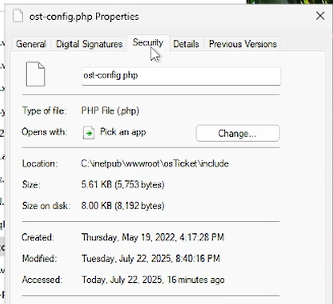 ost-config.php Properties
General Digital Signatures Security Details Previous Versions
ost-config.php
Type of file: PHP File (.php)
Opens with: Pick an app Change...
Location: C:\inetpub\wwwroot\osTicket\include
Size: 5.61 KB (5,753 bytes)
Size on disk: 8.00 KB (8,192 bytes)
Created: Thursday, May 19, 2022, 4:17:28 PM
Modified: Tuesday, July 22, 2025, 8:40:16 PM
Accessed: Today, July 22, 2025, 16 minutes ago